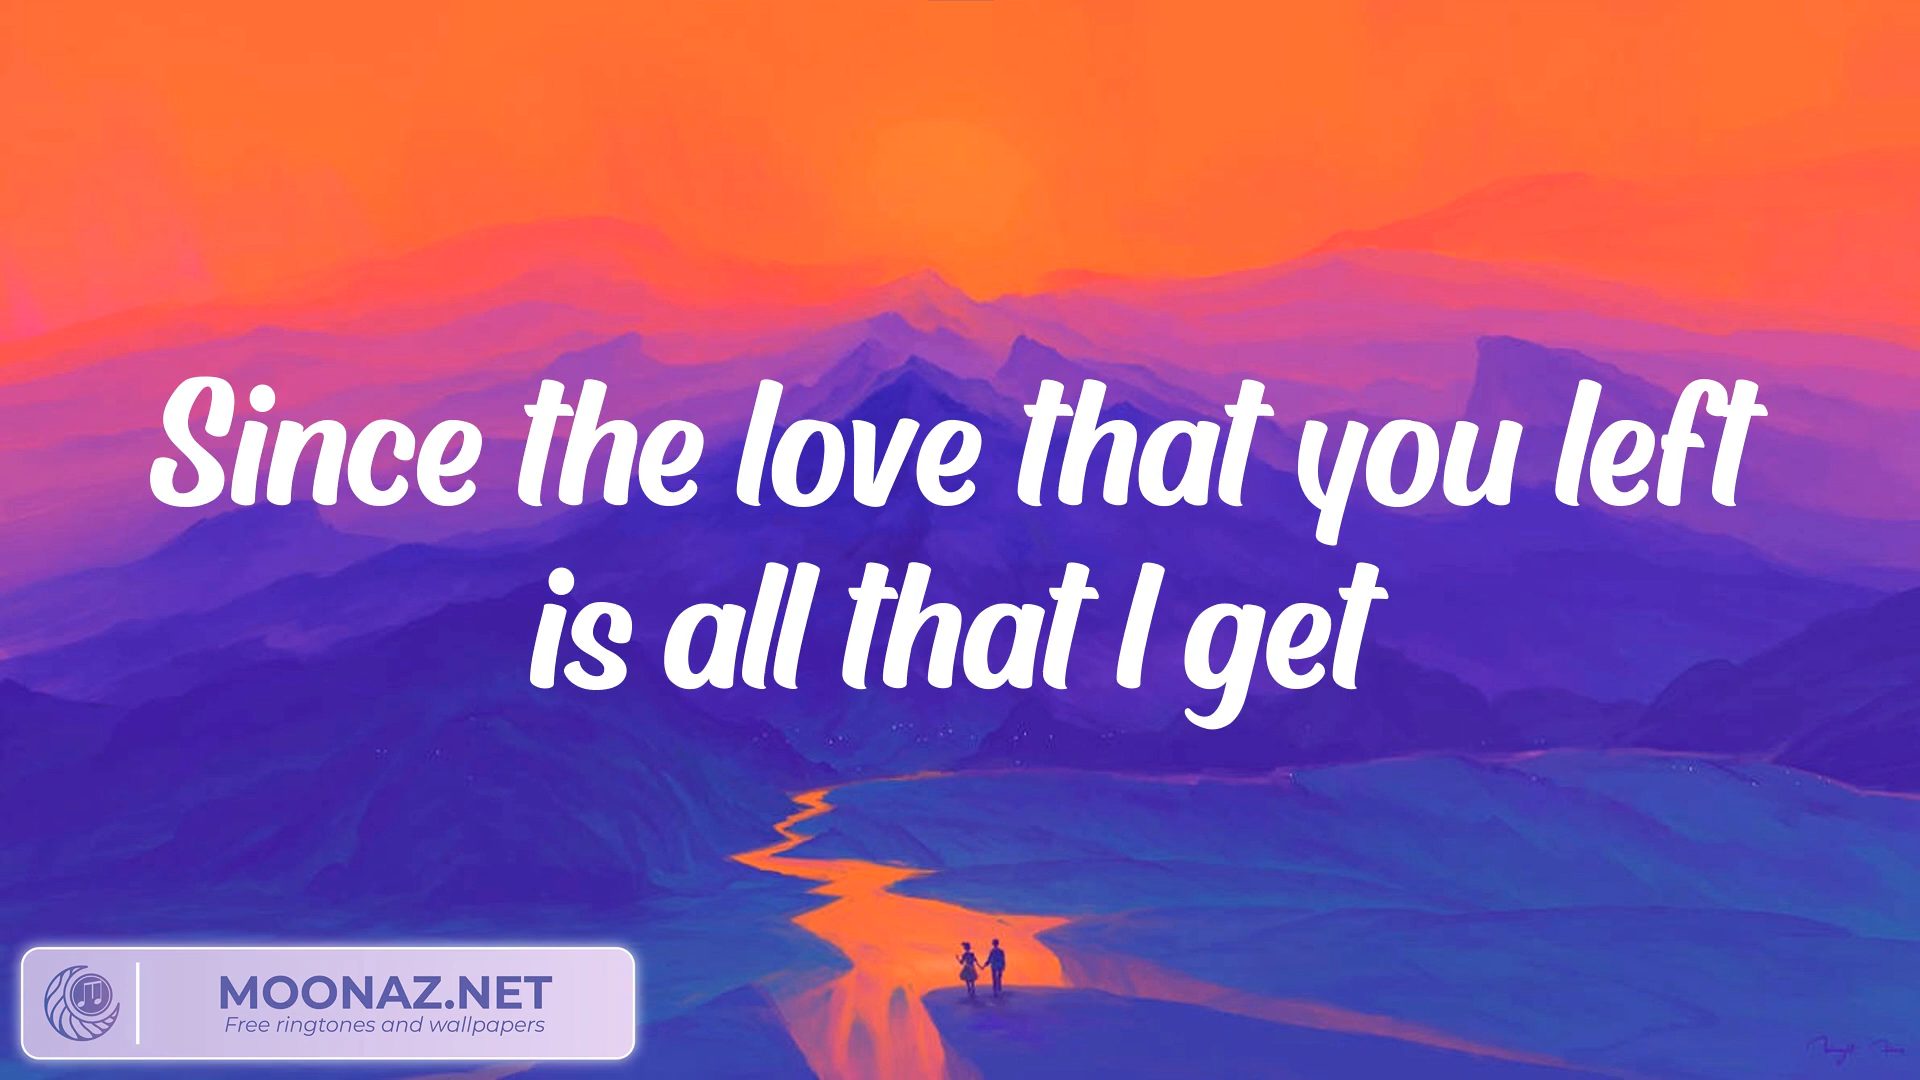 Since the love that you left
is all that I get
MOONAZ.NET
Free ringtones and wallpapers